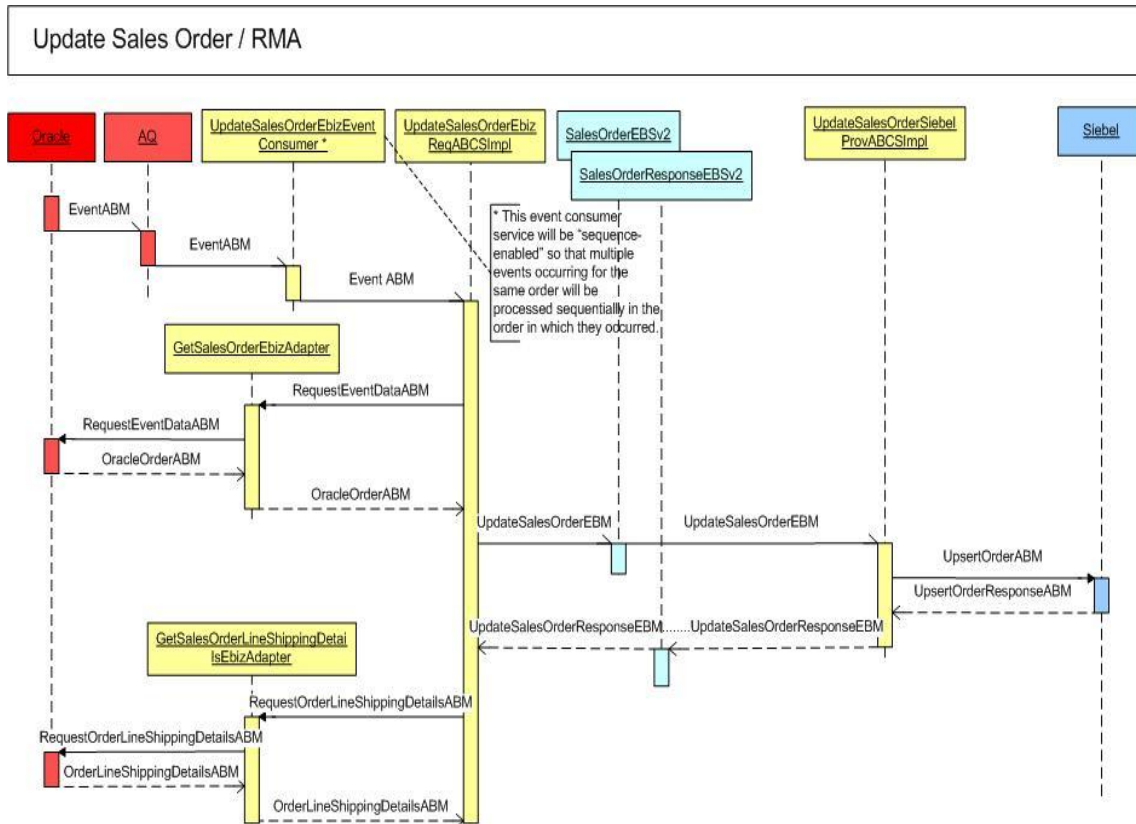 Update Sales Order / RMA
Oracle
AQ
UpdateSalesOrderEbizEvent
Consumer *
UpdateSalesOrderEbiz
ReqABCSImpl
SalesOrderEBSv2
SalesOrderResponseEBSv2
UpdateSalesOrderSiebel
ProvABCSImpl
Siebel
EventABM
EventABM
Event ABM
* This event consumer
service will be “sequence-
enabled” so that multiple
events occurring for the
same order will be
processed sequentially in the
order in which they occurred.
GetSalesOrderEbizAdapter
RequestEventDataABM
RequestEventDataABM
OracleOrderABM
OracleOrderABM
UpdateSalesOrderEBM
UpdateSalesOrderEBM
UpsertOrderABM
UpsertOrderResponseABM
UpdateSalesOrderResponseEBM........UpdateSalesOrderResponseEBM
GetSalesOrderLineShippingDetai
lsEbizAdapter
RequestOrderLineShippingDetailsABM
RequestOrderLineShippingDetailsABM
OrderLineShippingDetailsABM
OrderLineShippingDetailsABM